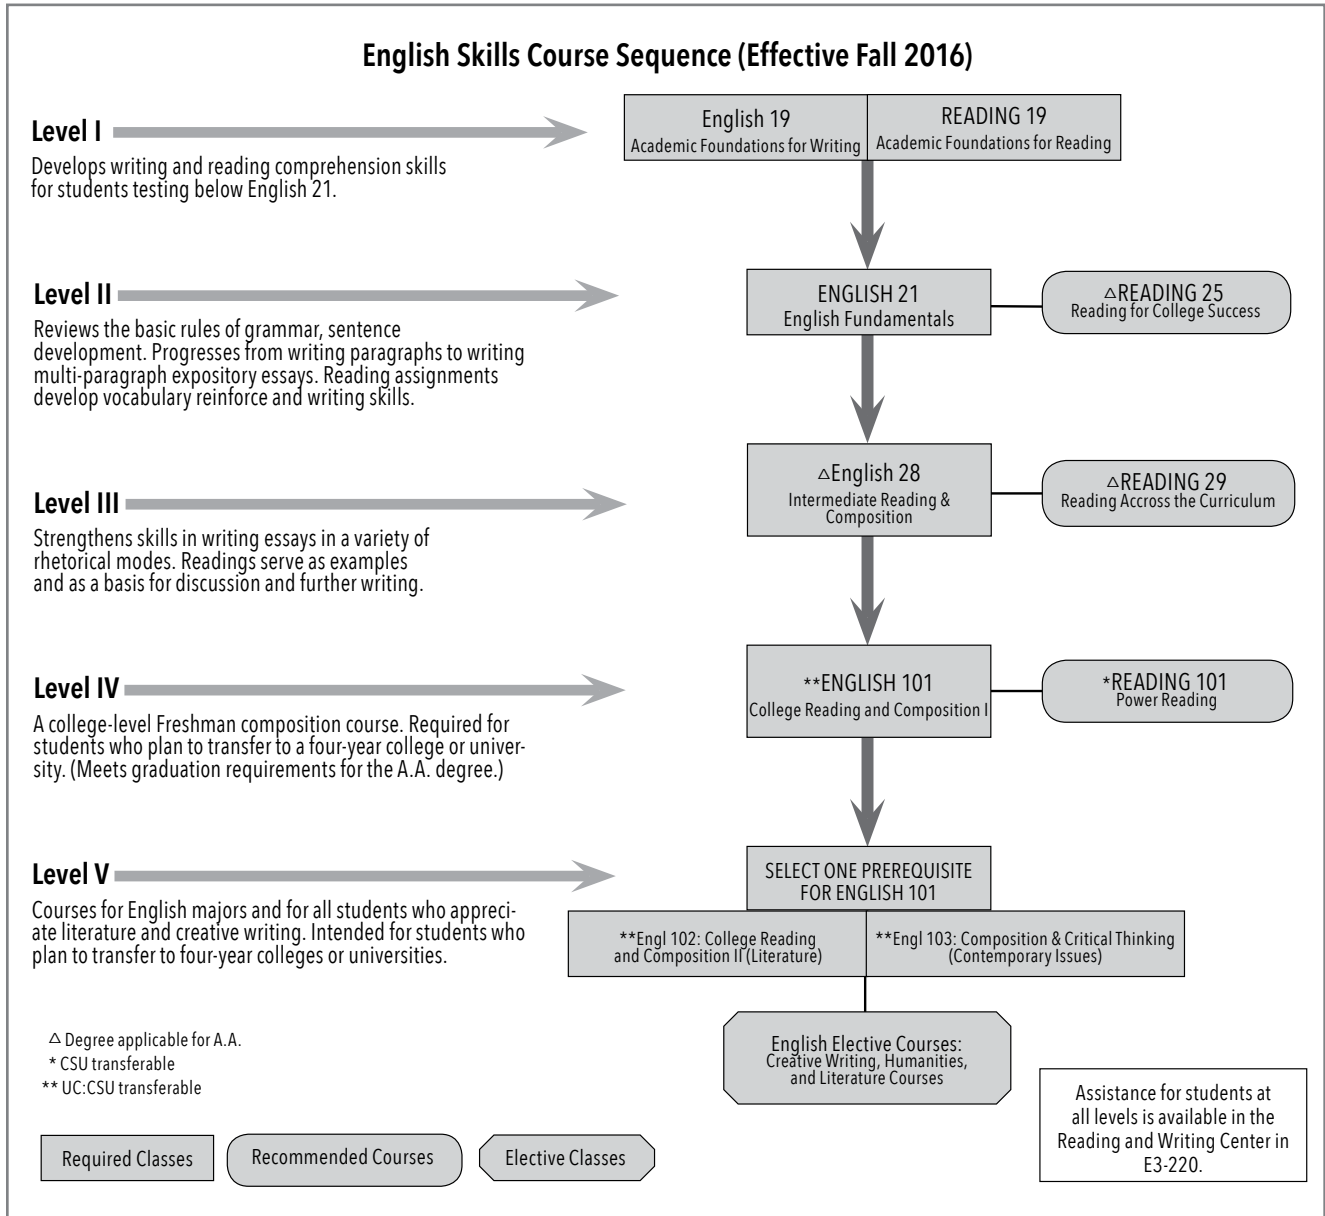 English Skills Course Sequence (Effective Fall 2016)
Level I
Develops writing and reading comprehension skills
for students testing below English 21.
English 19
Academic Foundations for Writing
READING 19
Academic Foundations for Reading
Level II
Reviews the basic rules of grammar, sentence
development. Progresses from writing paragraphs to writing
multi-paragraph expository essays. Reading assignments
develop vocabulary reinforce and writing skills.
ENGLISH 21
English Fundamentals
△READING 25
Reading for College Success
Level III
Strengthens skills in writing essays in a variety of
rhetorical modes. Readings serve as examples
and as a basis for discussion and further writing.
△English 28
Intermediate Reading &
Composition
△READING 29
Reading Accross the Curriculum
Level IV
A college-level Freshman composition course. Required for
students who plan to transfer to a four-year college or univer-
sity. (Meets graduation requirements for the A.A. degree.)
**ENGLISH 101
College Reading and Composition I
*READING 101
Power Reading
Level V
Courses for English majors and for all students who appreci-
ate literature and creative writing. Intended for students who
plan to transfer to four-year colleges or universities.
SELECT ONE PREREQUISITE
FOR ENGLISH 101
**Engl 102: College Reading
and Composition II (Literature)
**Engl 103: Composition & Critical Thinking
(Contemporary Issues)
English Elective Courses:
Creative Writing, Humanities,
and Literature Courses
△ Degree applicable for A.A.
* CSU transferable
** UC:CSU transferable
Required Classes
Recommended Courses
Elective Classes
Assistance for students at
all levels is available in the
Reading and Writing Center in
E3-220.